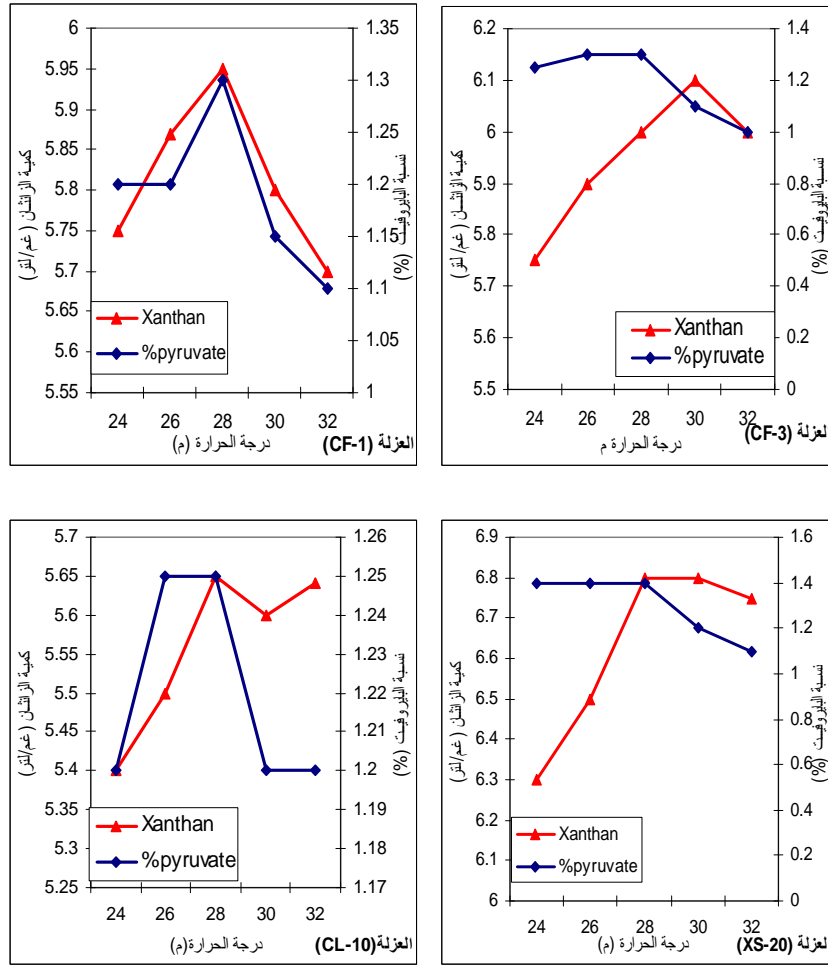 6
5.95
5.9
5.85
5.8
5.75
5.7
5.65
5.6
5.55
1.35
1.3
1.25
1.2
1.15
1.1
1.05
1
كمية الزانثان (غم/لتر)
نسبة البايروفيت (%)
Xanthan
%pyruvate
24 26 28 30 32
درجة الحرارة (م)
العزلة (CF-1)
6.2
6.1
6
5.9
5.8
5.7
5.6
5.5
1.4
1.2
1
0.8
0.6
0.4
0.2
0
كمية الزانثان (غم/لتر)
نسبة البايروفيت (%)
Xanthan
%pyruvate
24 26 28 30 32
درجة الحرارة م
العزلة (CF-3)
5.7
5.65
5.6
5.55
5.5
5.45
5.4
5.35
5.3
5.25
1.26
1.25
1.24
1.23
1.22
1.21
1.2
1.19
1.18
1.17
كمية الزانثان (غم/لتر)
نسبة البايروفيت (%)
Xanthan
%pyruvate
24 26 28 30 32
درجة الحرارة(م)
العزلة(CL-10)
6.9
6.8
6.7
6.6
6.5
6.4
6.3
6.2
6.1
6
1.6
1.4
1.2
1
0.8
0.6
0.4
0.2
0
كمية الزانثان (غم/لتر)
نسبة البايروفيت (%)
Xanthan
%pyruvate
24 26 28 30 32
درجة الحرارة (م)
العزلة (XS-20)